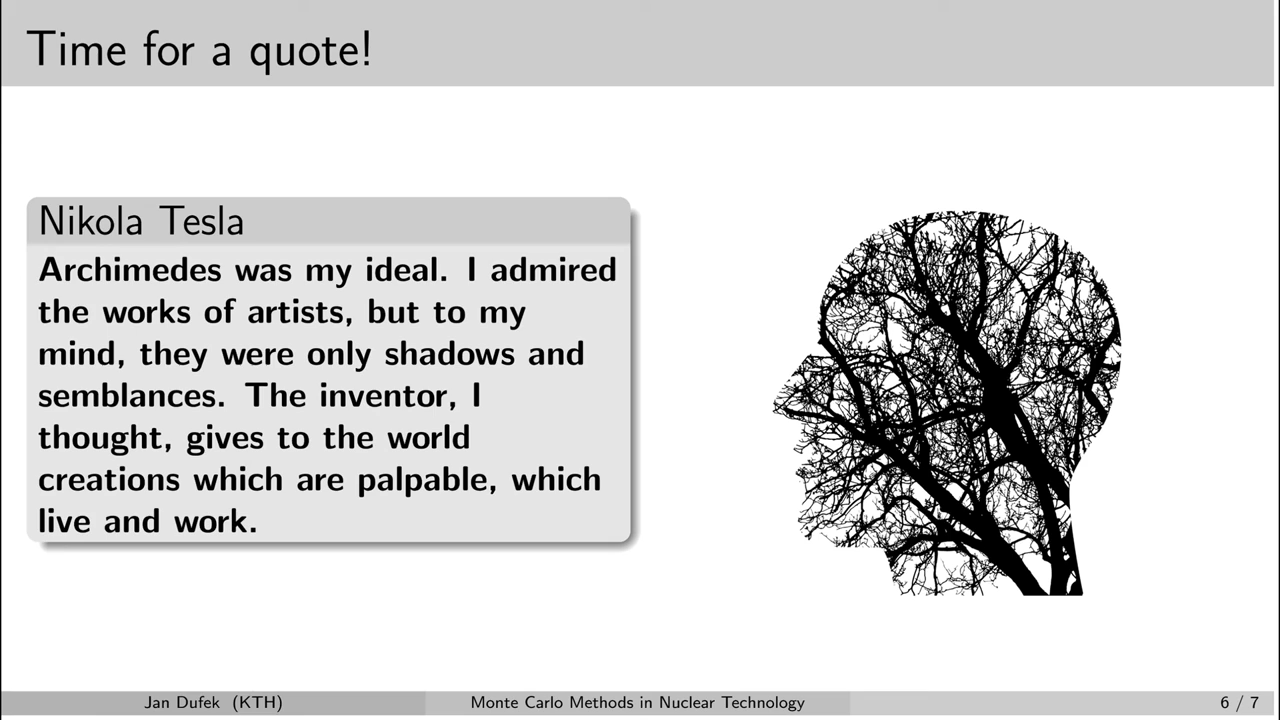 Time for a quote!
Nikola Tesla
Archimedes was my ideal. I admired
the works of artists, but to my
mind, they were only shadows and
semblances. The inventor, I
thought, gives to the world
creations which are palpable, which
live and work.
Jan Dufek (KTH)
Monte Carlo Methods in Nuclear Technology
6 / 7